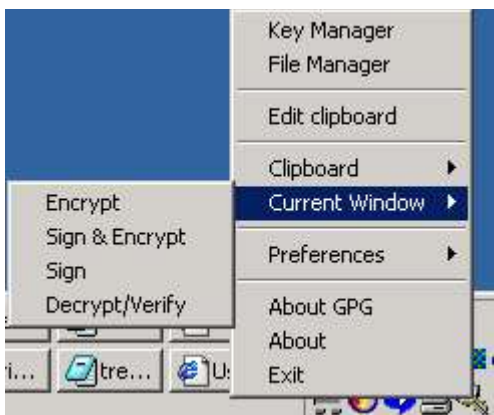 Key Manager
File Manager
Edit clipboard
Clipboard
Current Window
Encrypt
Sign & Encrypt
Sign
Decrypt/Verify
Preferences
About GPG
About
Exit
tre...